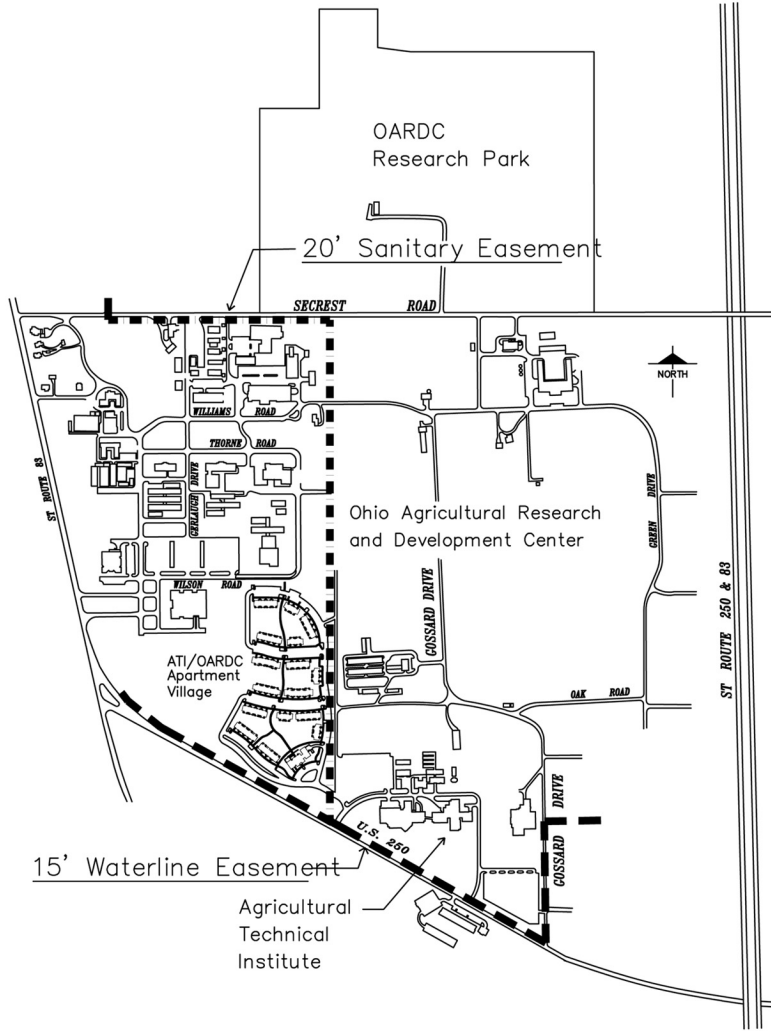 OARDC
Research Park
20' Sanitary Easement
SECREST ROAD
NORTH
WILLIAMS ROAD
THORNE ROAD
ST ROUTE 83
GERLAUGH DRIVE
Ohio Agricultural Research
and Development Center
GREEN DRIVE
WILSON ROAD
GOSSARD DRIVE
ST ROUTE 250 & 83
ATI/OARDC
Apartment
Village
OAK ROAD
GOSSARD DRIVE
U.S. 250
15' Waterline Easement
Agricultural
Technical
Institute